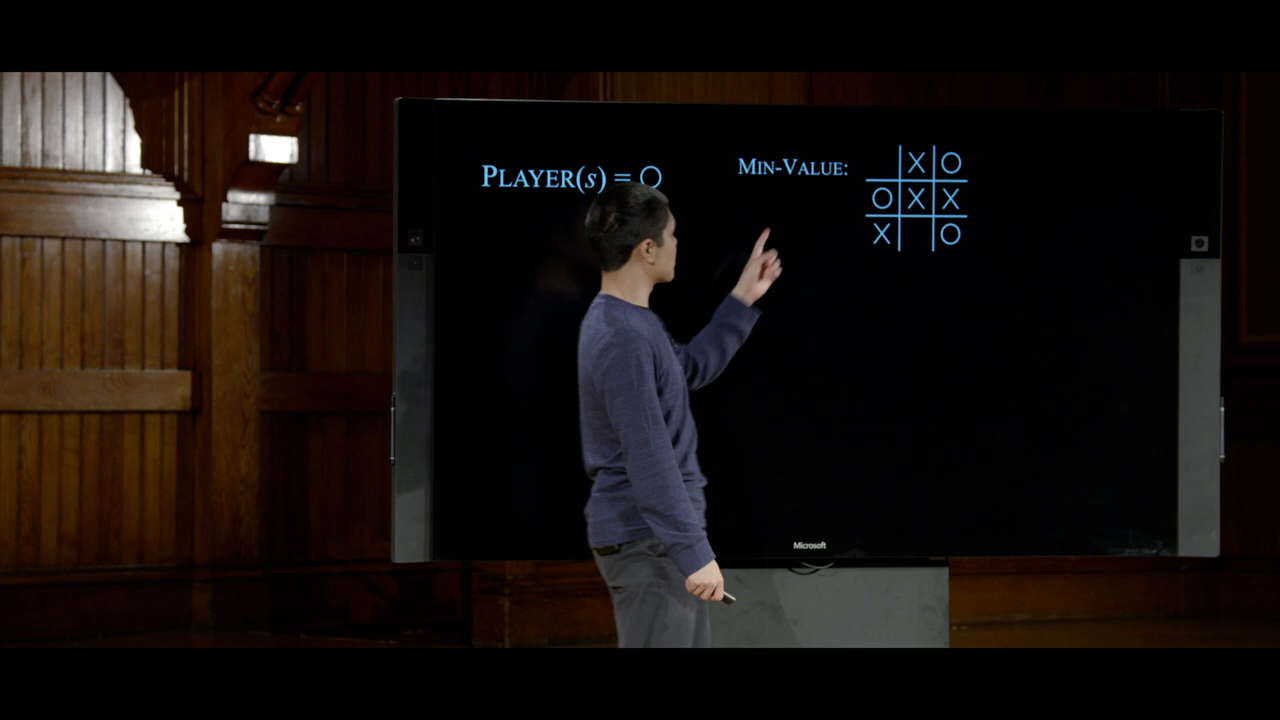 PLAYER(s) = O
MIN-VALUE:
X O
O X X
X O
Microsoft